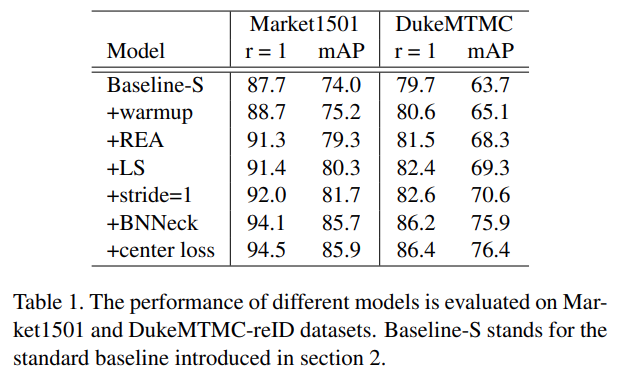 Market1501 DukeMTMC
Model r = 1 mAP r = 1 mAP
Baseline-S 87.7 74.0 79.7 63.7
+warmup 88.7 75.2 80.6 65.1
+REA 91.3 79.3 81.5 68.3
+LS 91.4 80.3 82.4 69.3
+stride=1 92.0 81.7 82.6 70.6
+BNNeck 94.1 85.7 86.2 75.9
+center loss 94.5 85.9 86.4 76.4
Table 1. The performance of different models is evaluated on Mar-
ket1501 and DukeMTMC-reID datasets. Baseline-S stands for the
standard baseline introduced in section 2.